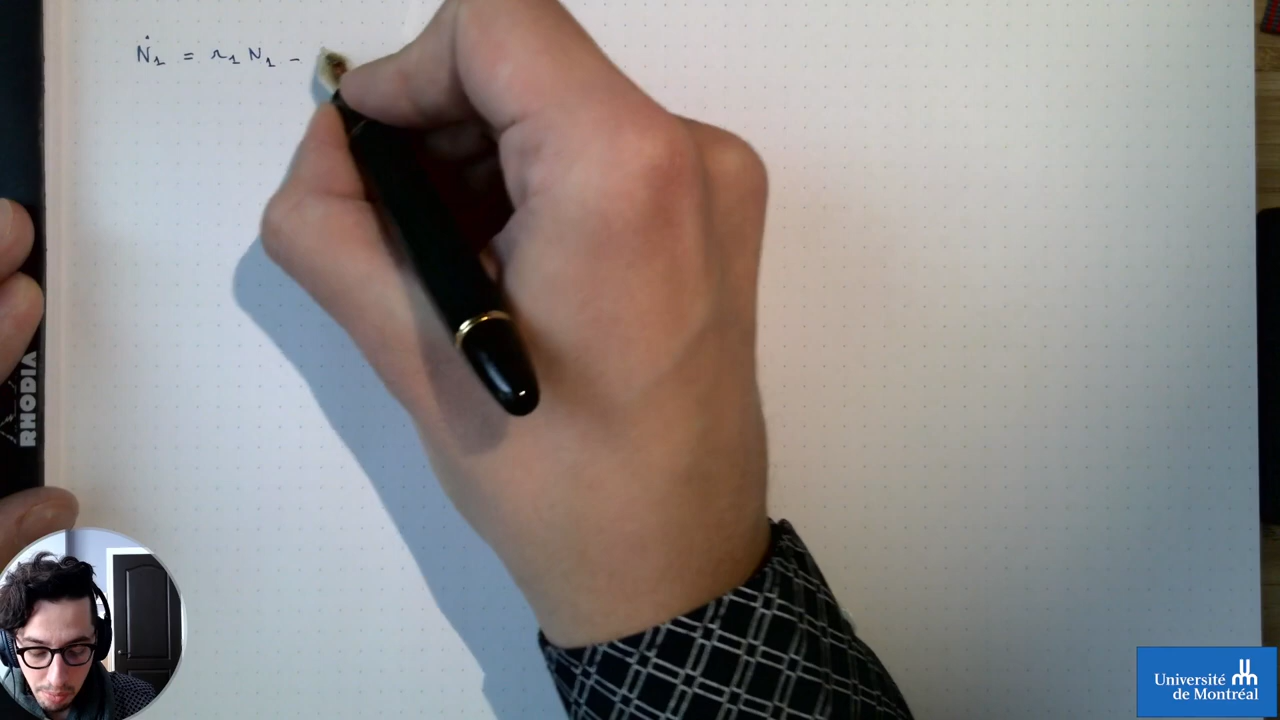 Ṅ₁ = r₁ N₁ -
RHODIA
Université
de Montréal